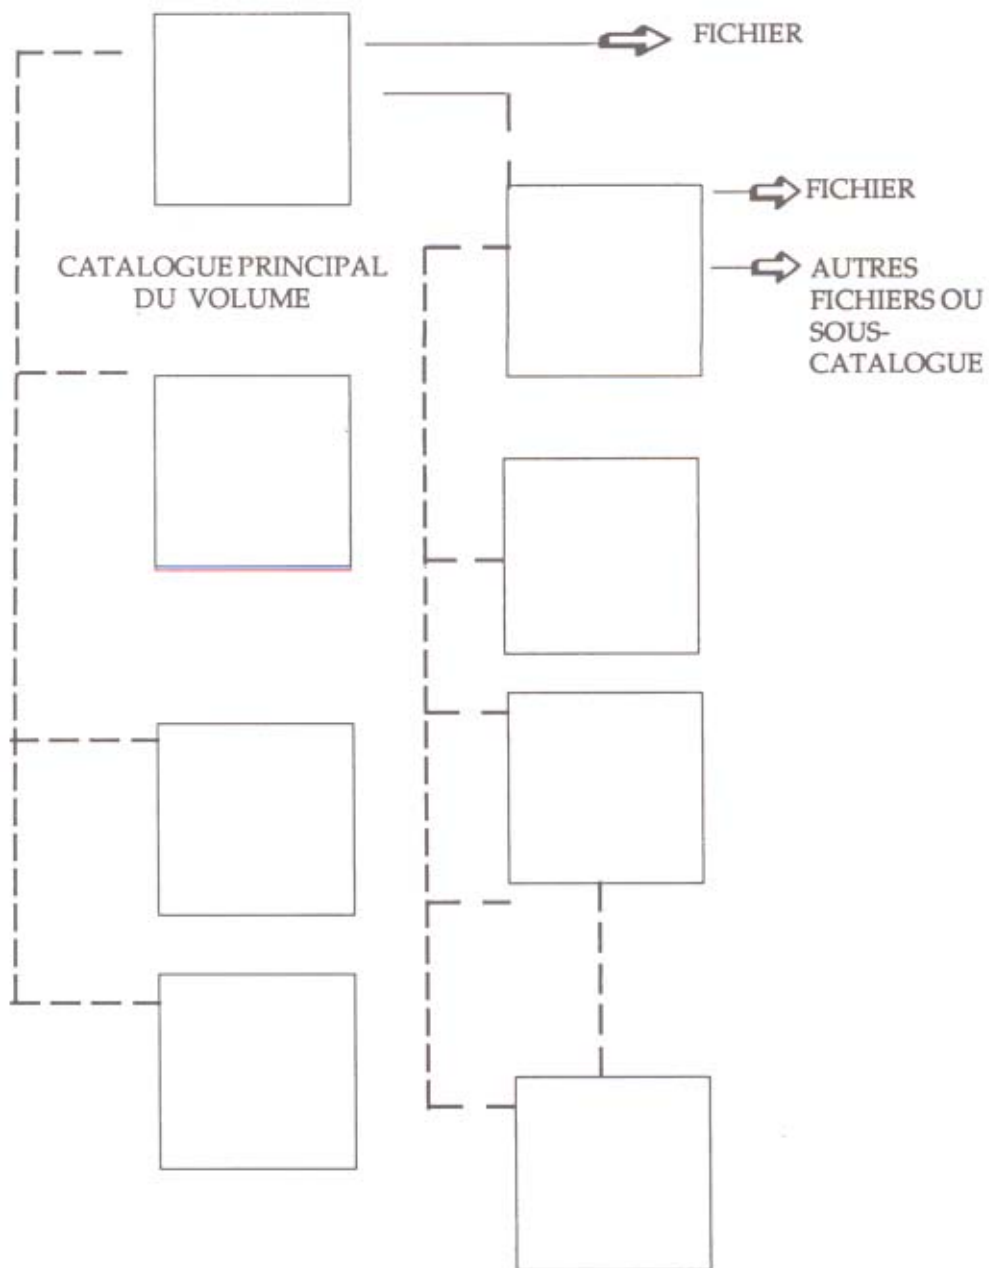 FICHIER
FICHIER
CATALOGUE PRINCIPAL
DU VOLUME
AUTRES
FICHIERS OU
SOUS-
CATALOGUE